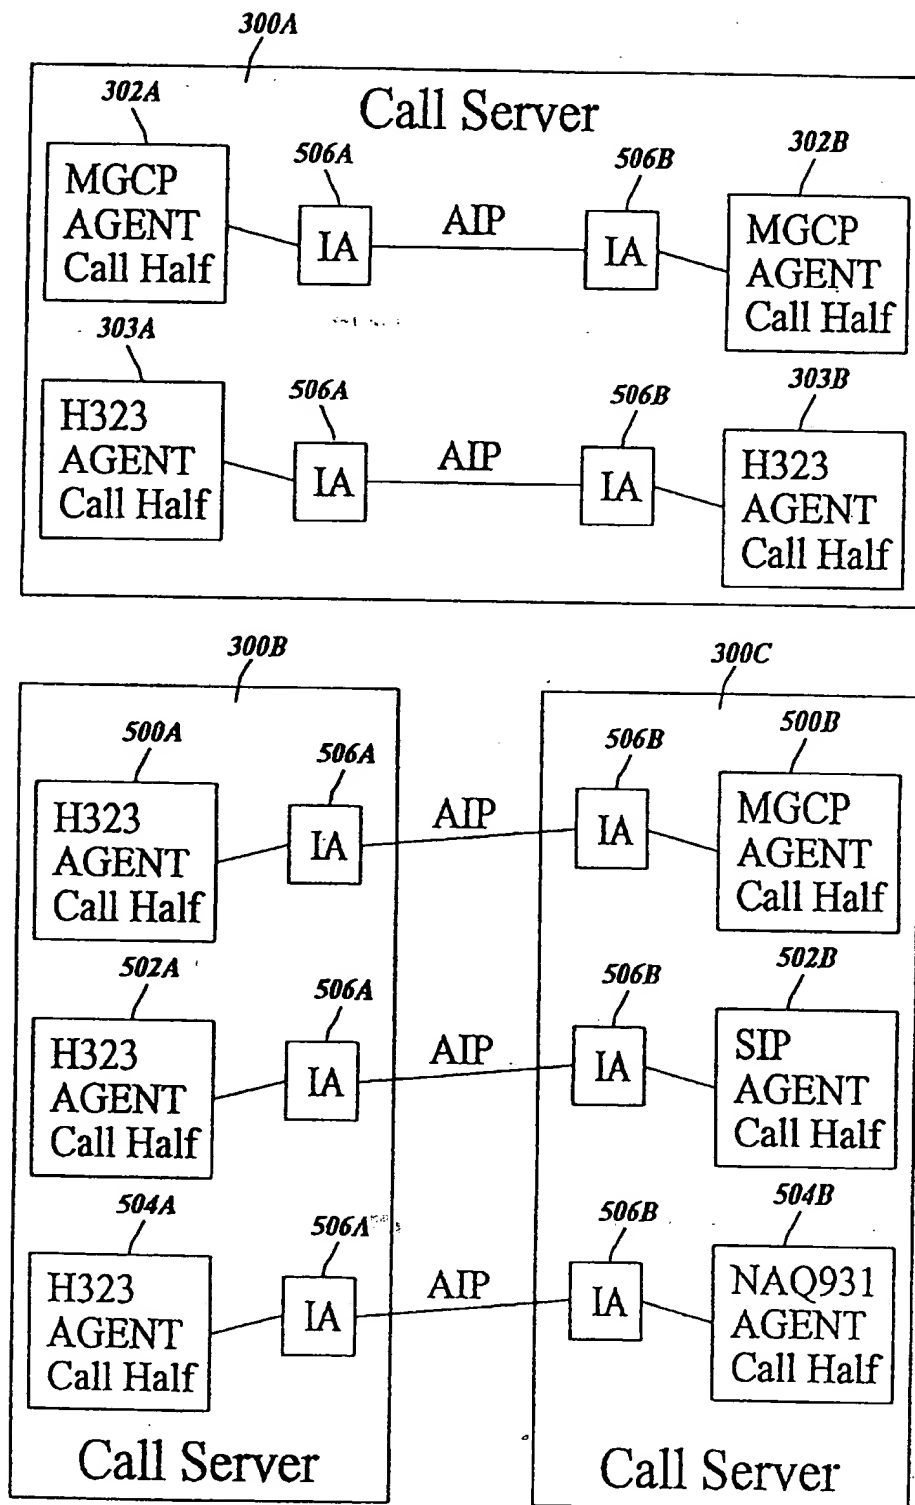 300A
Call Server
302A
506A
506B
302B
MGCP
AGENT
Call Half
IA
AIP
IA
MGCP
AGENT
Call Half
303A
506A
506B
303B
H323
AGENT
Call Half
IA
AIP
IA
H323
AGENT
Call Half
300B
300C
500A
506A
506B
500B
H323
AGENT
Call Half
IA
AIP
IA
MGCP
AGENT
Call Half
502A
506A
506B
502B
H323
AGENT
Call Half
IA
AIP
IA
SIP
AGENT
Call Half
504A
506A
506B
504B
H323
AGENT
Call Half
IA
AIP
IA
NAQ931
AGENT
Call Half
Call Server
Call Server